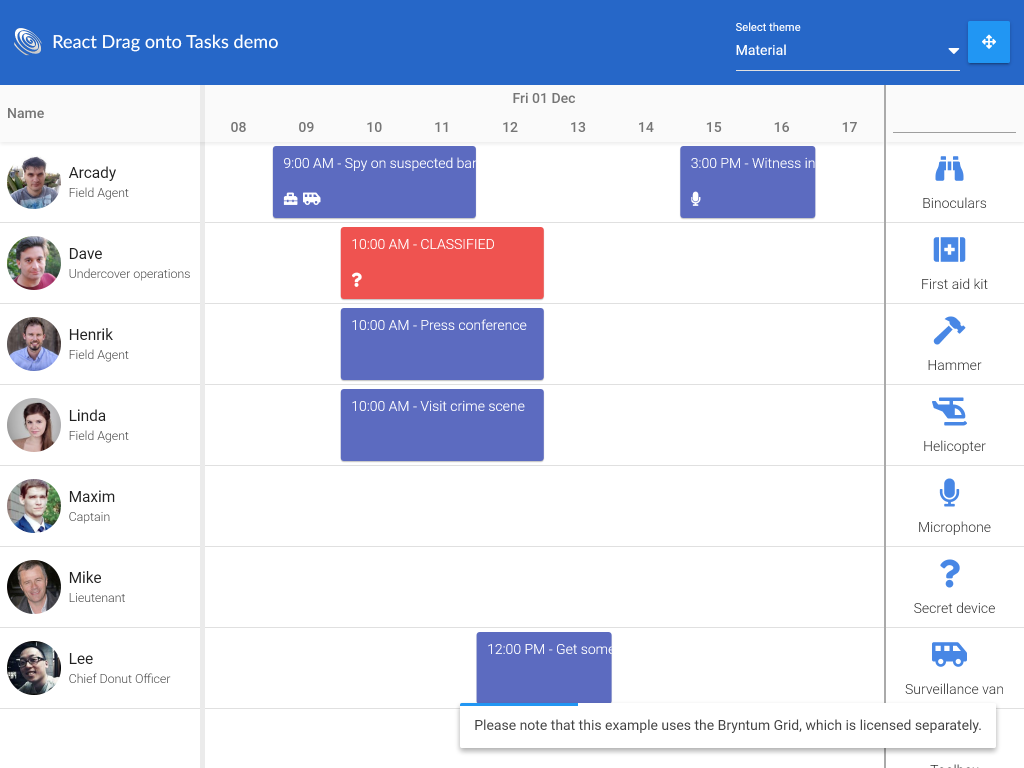 React Drag onto Tasks demo
Select theme
Material
Name
Fri 01 Dec
08 09 10 11 12 13 14 15 16 17
Arcady
Field Agent
9:00 AM - Spy on suspected bar
3:00 PM - Witness in
Binoculars
Dave
Undercover operations
10:00 AM - CLASSIFIED
First aid kit
Henrik
Field Agent
10:00 AM - Press conference
Hammer
Linda
Field Agent
10:00 AM - Visit crime scene
Helicopter
Maxim
Captain
Microphone
Mike
Lieutenant
Secret device
Lee
Chief Donut Officer
12:00 PM - Get some
Surveillance van
Please note that this example uses the Bryntum Grid, which is licensed separately.